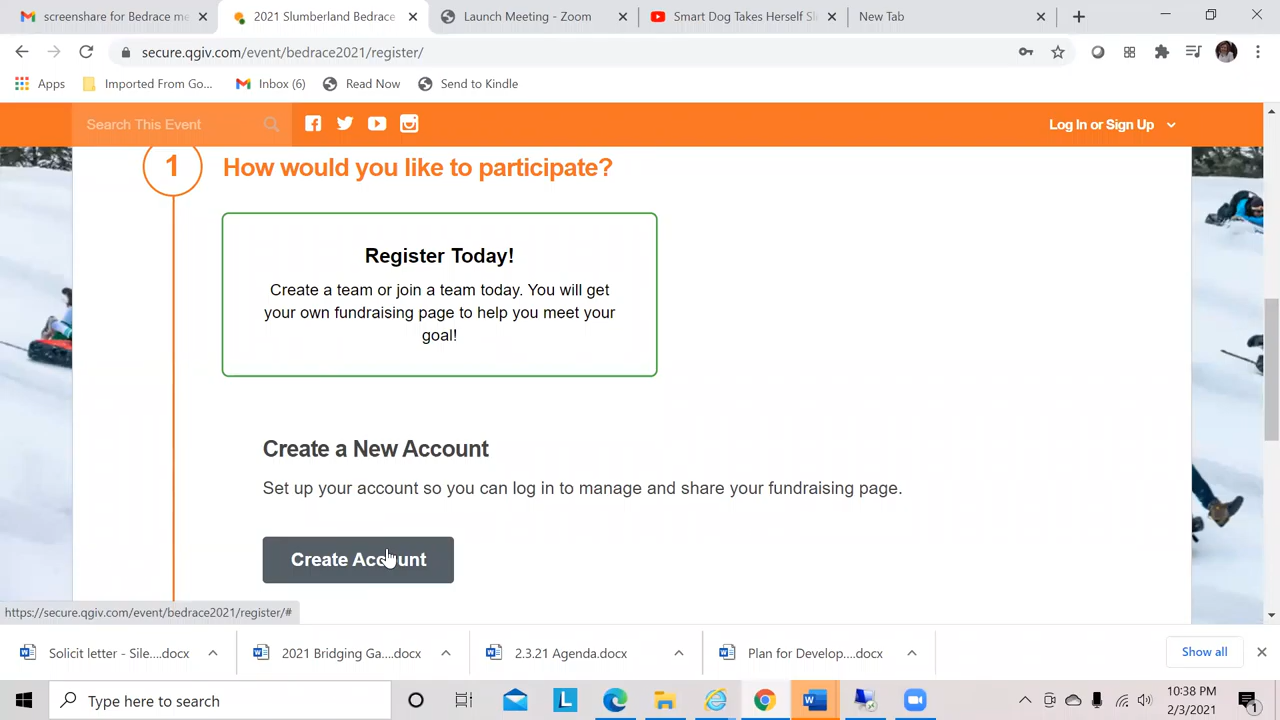 screenshare for Bedrace me
2021 Slumberland Bedrace
Launch Meeting - Zoom
Smart Dog Takes Herself Sl
New Tab
secure.qgiv.com/event/bedrace2021/register/
Apps
Imported From Go...
Inbox (6)
Read Now
Send to Kindle
Search This Event
Log In or Sign Up
1
How would you like to participate?
Register Today!
Create a team or join a team today. You will get
your own fundraising page to help you meet your
goal!
Create a New Account
Set up your account so you can log in to manage and share your fundraising page.
Create Account
https://secure.qgiv.com/event/bedrace2021/register/#
Solicit letter - Sile....docx
2021 Bridging Ga....docx
2.3.21 Agenda.docx
Plan for Develop....docx
Show all
Type here to search
L
10:38 PM
2/3/2021
1